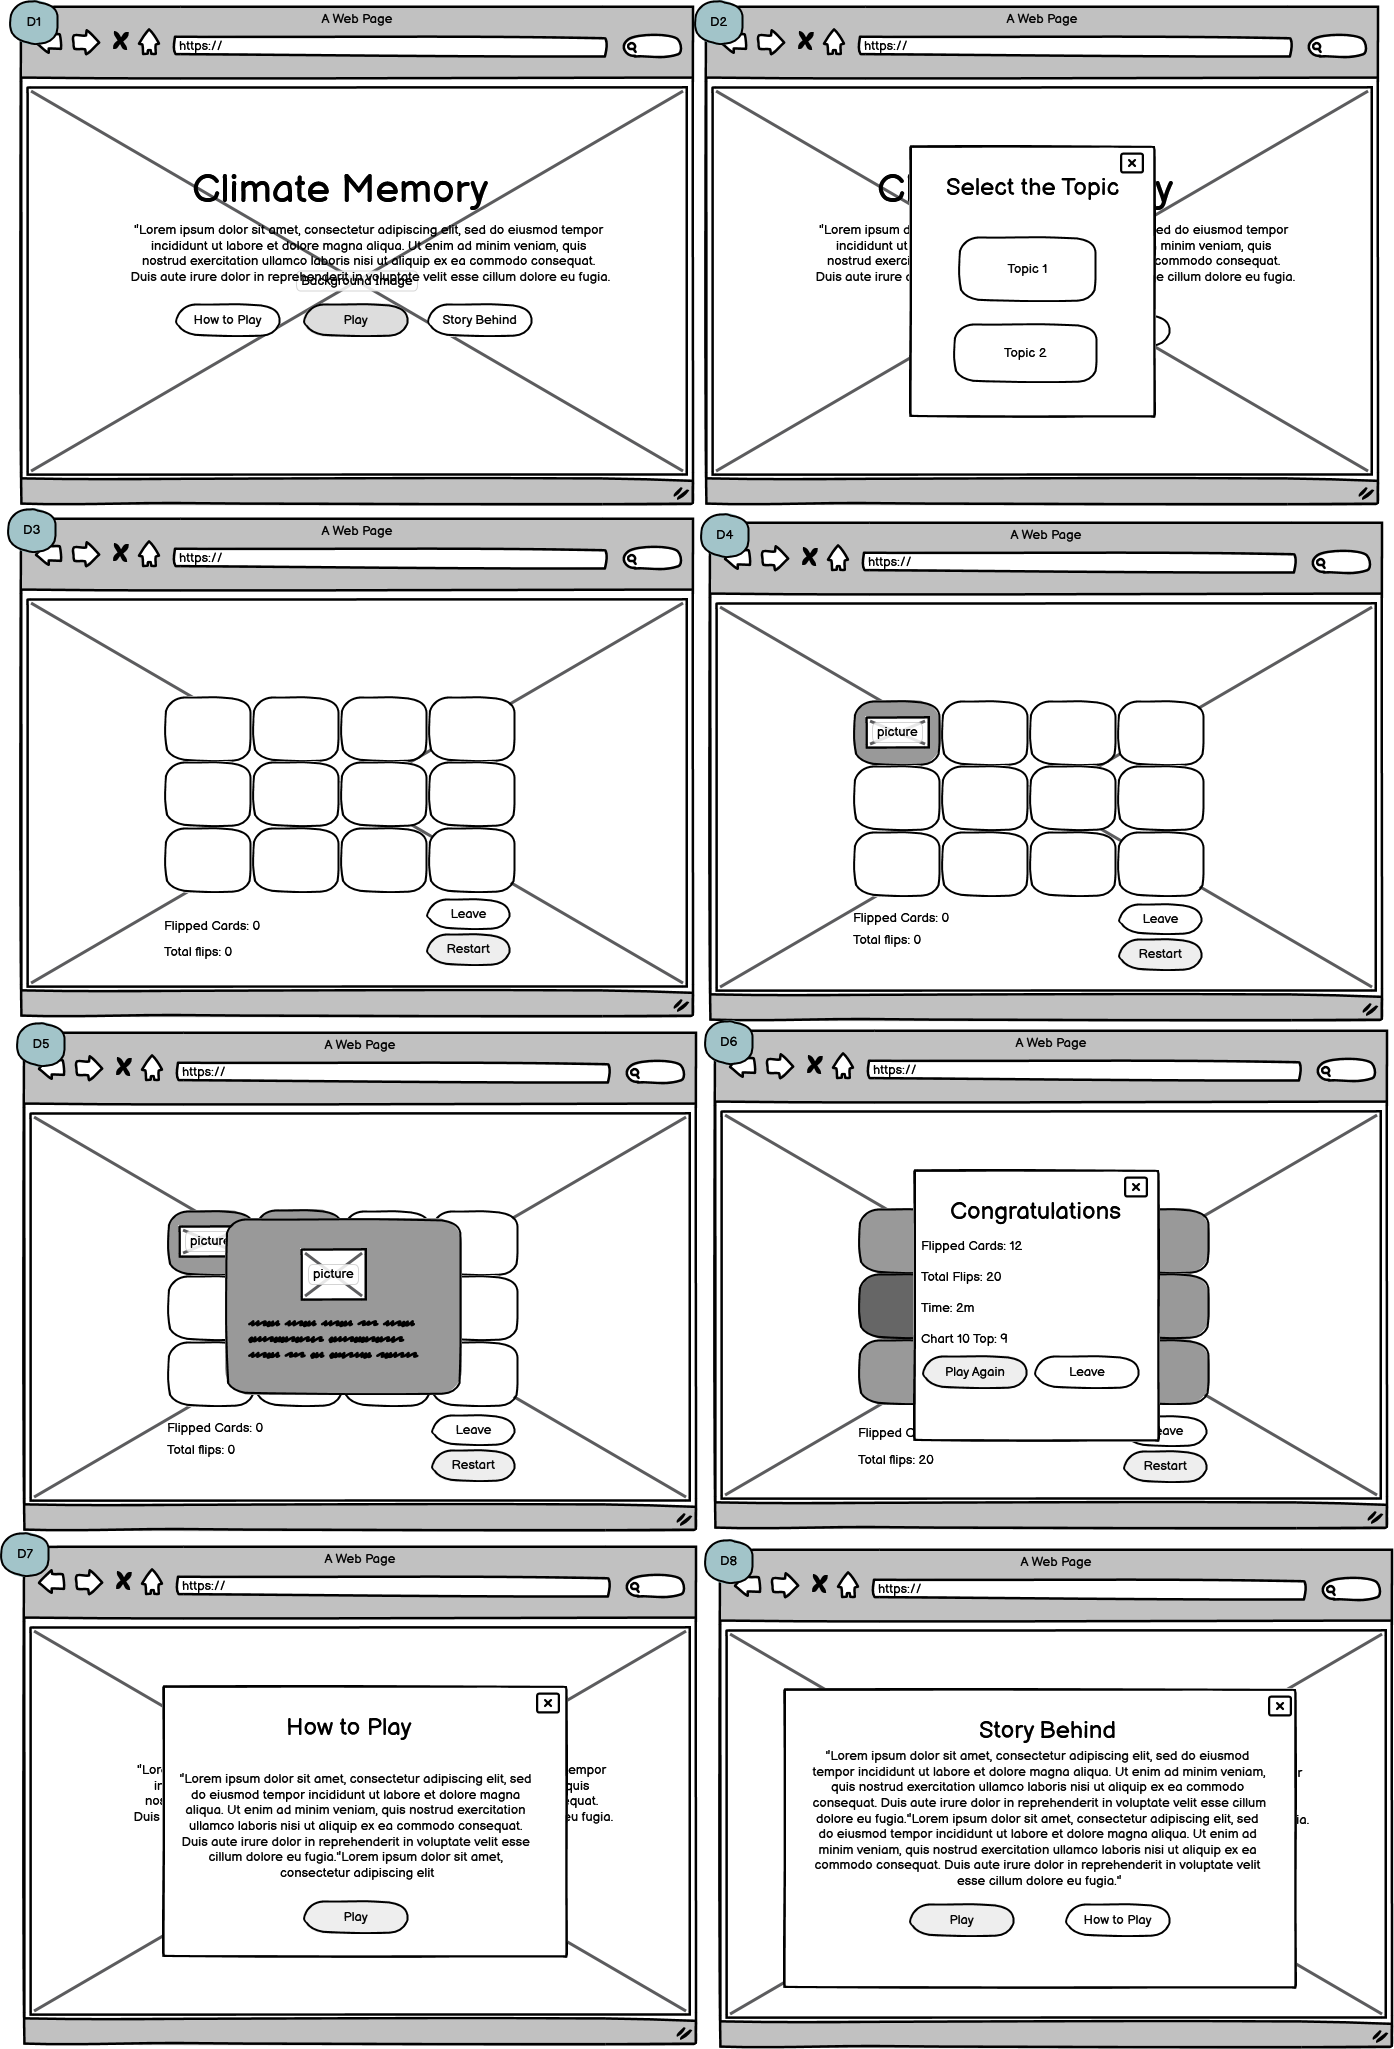 D1
A Web Page
https://
Climate Memory
"Lorem ipsum dolor sit amet, consectetur adipiscing elit, sed do eiusmod tempor
incididunt ut labore et dolore magna aliqua. Ut enim ad minim veniam, quis
nostrud exercitation ullamco laboris nisi ut aliquip ex ea commodo consequat.
Duis aute irure dolor in reprehenderit in voluptate velit esse cillum dolore eu fugia.
Background Image
How to Play
Play
Story Behind
D2
A Web Page
https://
Cl
y
Select the Topic
"Lorem ipsum d
ed do eiusmod tempor
incididunt ut
minim veniam, quis
nostrud exerci
commodo consequat.
Duis aute irure
e cillum dolore eu fugia.
Topic 1
Topic 2
D3
A Web Page
https://
Flipped Cards: 0
Total flips: 0
Leave
Restart
D4
A Web Page
https://
picture
Flipped Cards: 0
Total flips: 0
Leave
Restart
D5
A Web Page
https://
picture
picture
Flipped Cards: 0
Total flips: 0
Leave
Restart
D6
A Web Page
https://
Congratulations
Flipped Cards: 12
Total Flips: 20
Time: 2m
Chart 10 Top: 9
Play Again
Leave
Flipped C
eave
Total flips: 20
Restart
D7
A Web Page
https://
How to Play
"Lor
empor
in
quis
nos
equat.
Duis
eu fugia.
"Lorem ipsum dolor sit amet, consectetur adipiscing elit, sed
do eiusmod tempor incididunt ut labore et dolore magna
aliqua. Ut enim ad minim veniam, quis nostrud exercitation
ullamco laboris nisi ut aliquip ex ea commodo consequat.
Duis aute irure dolor in reprehenderit in voluptate velit esse
cillum dolore eu fugia."Lorem ipsum dolor sit amet,
consectetur adipiscing elit
Play
D8
A Web Page
https://
Story Behind
"Lorem ipsum dolor sit amet, consectetur adipiscing elit, sed do eiusmod
tempor incididunt ut labore et dolore magna aliqua. Ut enim ad minim veniam,
quis nostrud exercitation ullamco laboris nisi ut aliquip ex ea commodo
consequat. Duis aute irure dolor in reprehenderit in voluptate velit esse cillum
dolore eu fugia."Lorem ipsum dolor sit amet, consectetur adipiscing elit, sed
do eiusmod tempor incididunt ut labore et dolore magna aliqua. Ut enim ad
minim veniam, quis nostrud exercitation ullamco laboris nisi ut aliquip ex ea
commodo consequat. Duis aute irure dolor in reprehenderit in voluptate velit
esse cillum dolore eu fugia."
r
ia.
Play
How to Play